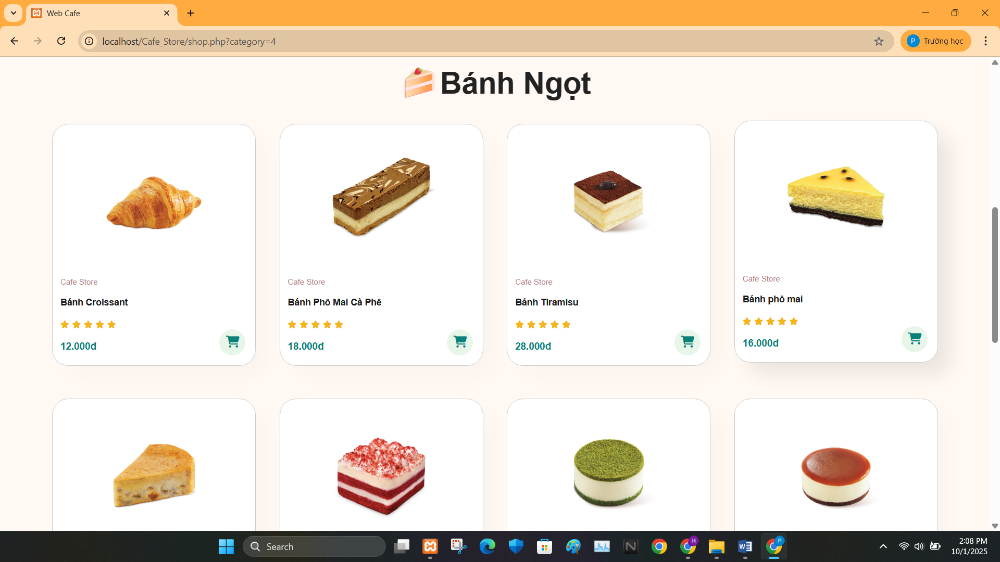 Web Cafe
localhost/Cafe_Store/shop.php?category=4
P Trường học
Bánh Ngọt
Cafe Store
Bánh Croissant
12.000đ
Cafe Store
Bánh Phô Mai Cà Phê
18.000đ
Cafe Store
Bánh Tiramisu
28.000đ
Cafe Store
Bánh phô mai
16.000đ
Search
H
P
2:08 PM
10/1/2025